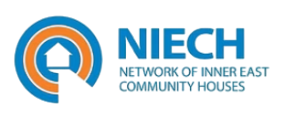 NIECH
NETWORK OF INNER EAST
COMMUNITY HOUSES